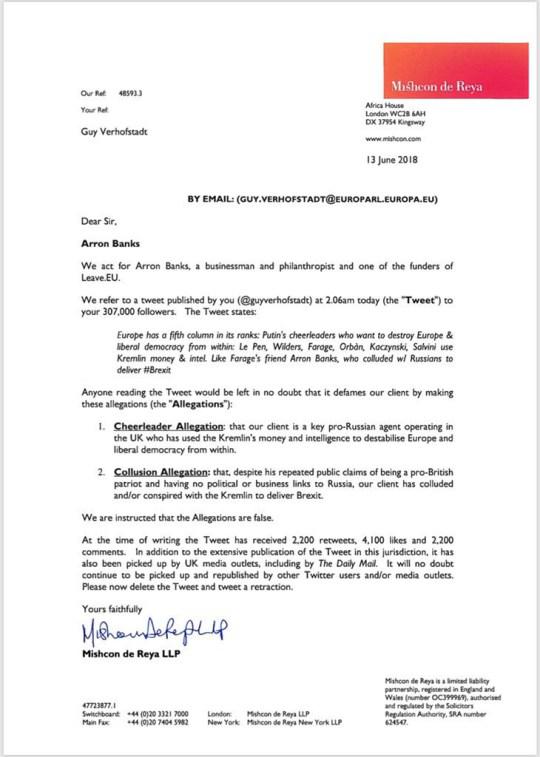 Mishcon de Reya
Our Ref: 48593.3
Your Ref:
Guy Verhofstadt
Africa House
London WC2B 6AH
DX 37954 Kingsway
www.mishcon.com
13 June 2018
BY EMAIL: (GUY.VERHOFSTADT@EUROPARL.EUROPA.EU)
Dear Sir,
Arron Banks
We act for Arron Banks, a businessman and philanthropist and one of the funders of
Leave.EU.
We refer to a tweet published by you (@guyverhofstadt) at 2.06am today (the "Tweet") to
your 307,000 followers. The Tweet states:
Europe has a fifth column in its ranks: Putin's cheerleaders who want to destroy Europe &
liberal democracy from within: Le Pen, Wilders, Farage, Orbàn, Kaczynski, Salvini use
Kremlin money & intel. Like Farage's friend Arron Banks, who colluded w/ Russians to
deliver #Brexit
Anyone reading the Tweet would be left in no doubt that it defames our client by making
these allegations (the "Allegations"):
1. Cheerleader Allegation: that our client is a key pro-Russian agent operating in
the UK who has used the Kremlin's money and intelligence to destabilise Europe and
liberal democracy from within.
2. Collusion Allegation: that, despite his repeated public claims of being a pro-British
patriot and having no political or business links to Russia, our client has colluded
and/or conspired with the Kremlin to deliver Brexit.
We are instructed that the Allegations are false.
At the time of writing the Tweet has received 2,200 retweets, 4,100 likes and 2,200
comments. In addition to the extensive publication of the Tweet in this jurisdiction, it has
also been picked up by UK media outlets, including by The Daily Mail. It will no doubt
continue to be picked up and republished by other Twitter users and/or media outlets.
Please now delete the Tweet and tweet a retraction.
Yours faithfully
Mishcon de Reya LLP
Mishcon de Reya LLP
47723877.1
Switchboard: +44 (0)20 3321 7000
Main Fax: +44 (0)20 7404 5982
London: Mishcon de Reya LLP
New York: Mishcon de Reya New York LLP
Mishcon de Reya is a limited liability
partnership, registered in England and
Wales (number OC399969), authorised
and regulated by the Solicitors
Regulation Authority, SRA number
624547.